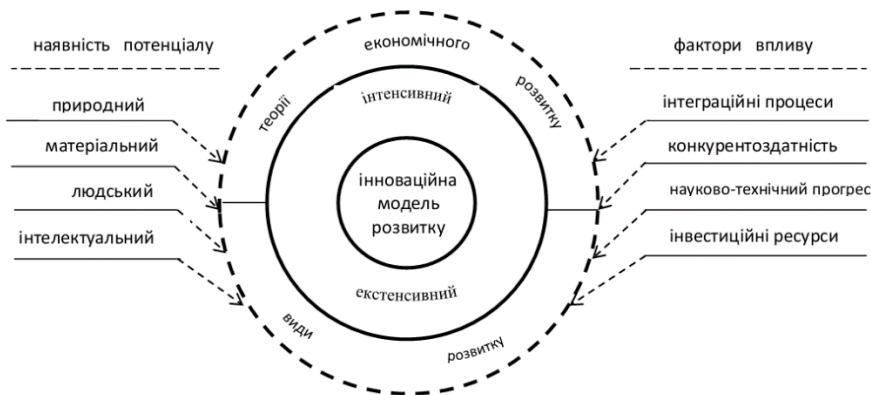 наявність потенціалу
природний
матеріальний
людський
інтелектуальний
теорії економічного розвитку
інтенсивний
інноваційна
модель
розвитку
екстенсивний
види розвитку
фактори впливу
інтеграційні процеси
конкурентоздатність
науково-технічний прогрес
інвестиційні ресурси